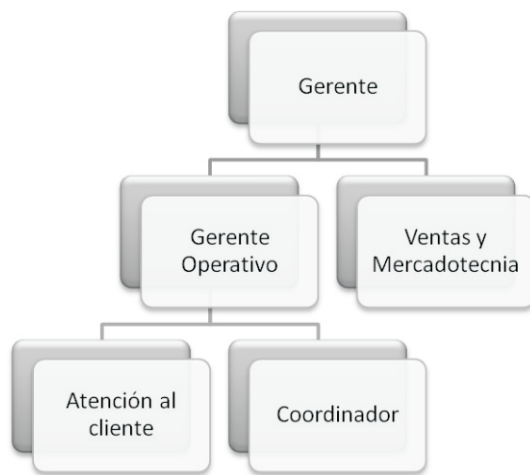 Gerente
Gerente
Operativo
Ventas y
Mercadotecnia
Atención al
cliente
Coordinador